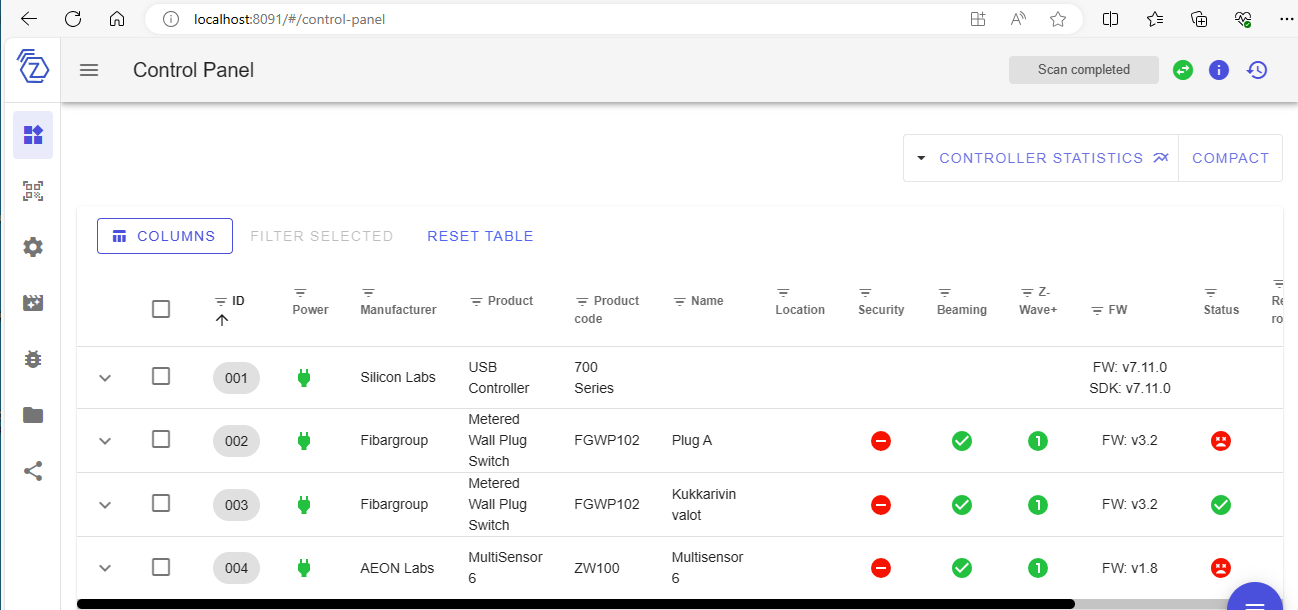 localhost:8091/#/control-panel
Control Panel
Scan completed
CONTROLLER STATISTICS
COMPACT
COLUMNS
FILTER SELECTED
RESET TABLE
ID
Power
Manufacturer
Product
Product
code
Name
Location
Security
Beaming
Z-
Wave+
FW
Status
Re
ro
001
Silicon Labs
USB
Controller
700
Series
FW: v7.11.0
SDK: v7.11.0
002
Fibargroup
Metered
Wall Plug
Switch
FGWP102
Plug A
1
FW: v3.2
003
Fibargroup
Metered
Wall Plug
Switch
FGWP102
Kukkarivin
valot
1
FW: v3.2
004
AEON Labs
MultiSensor
6
ZW100
Multisensor
6
1
FW: v1.8